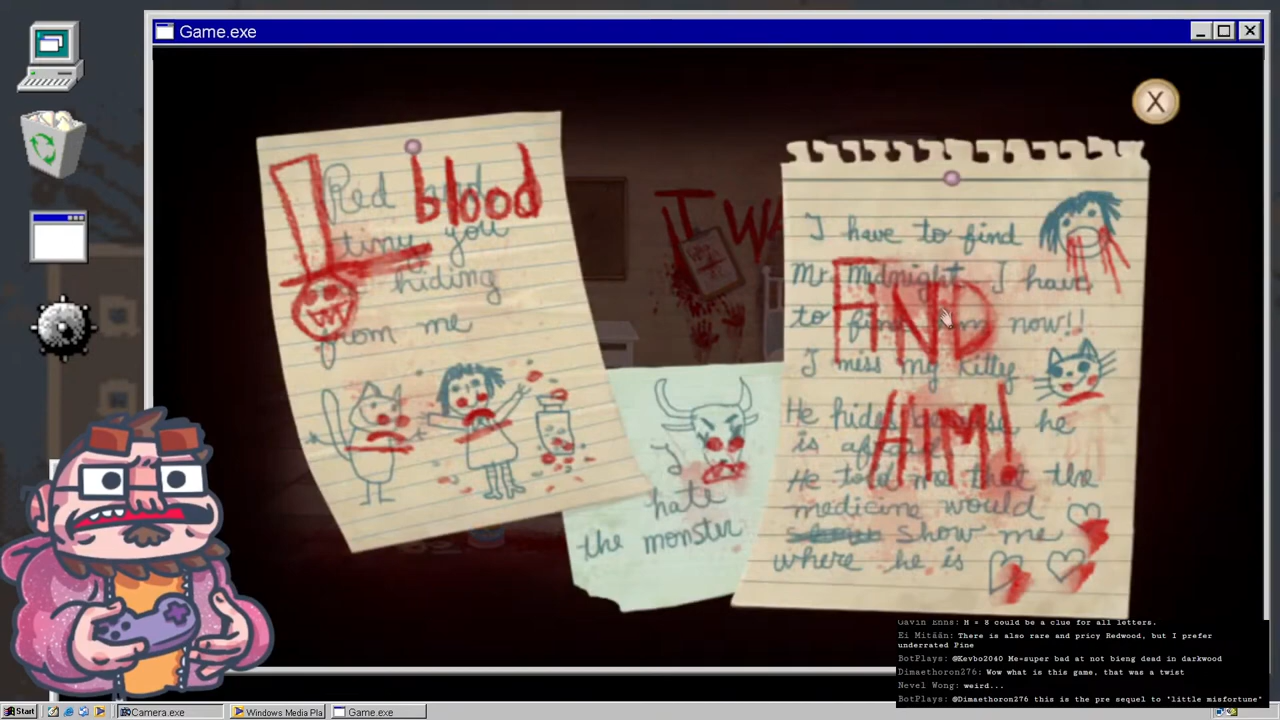 Game.exe
X
Red and blood
tiny you
hiding
from me
I WA
I
hate
the monster
I have to find
Mr. Midnight I have
to find him now!!
FIND
I miss my Kitty
He hides because he
is afraid
HIM!
He told me that the
medicine would
show me
where he is
Gavin Enns: H = 8 could be a clue for all letters.
Ei Mitään: There is also rare and pricy Redwood, but I prefer
underrated Pine
BotPlays: @Kevbo2040 Me-super bad at not bieng dead in darkwood
Dimaethoron276: Wow what is this game, that was a twist
Nevel Wong: weird...
BotPlays: @Dimaethoron276 this is the pre sequel to "little misfortune"
Start Camera.exe Windows Media Pla Game.exe